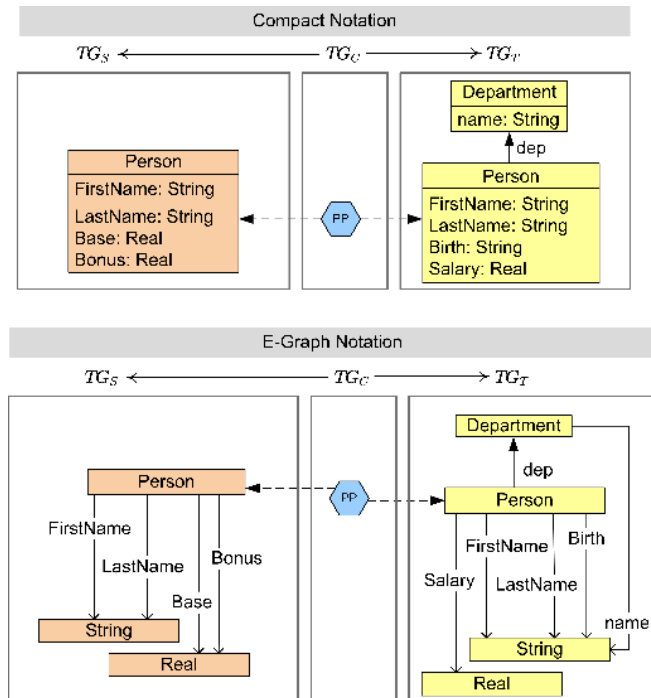 Compact Notation
TG_S TG_C TG_T
Department
name: String
dep
Person
FirstName: String
LastName: String
Base: Real
Bonus: Real
PP
Person
FirstName: String
LastName: String
Birth: String
Salary: Real
E-Graph Notation
TG_S TG_C TG_T
Department
dep
Person
PP
Person
FirstName
LastName
Bonus
Base
String
Real
Birth
FirstName
Salary
LastName
name
String
Real